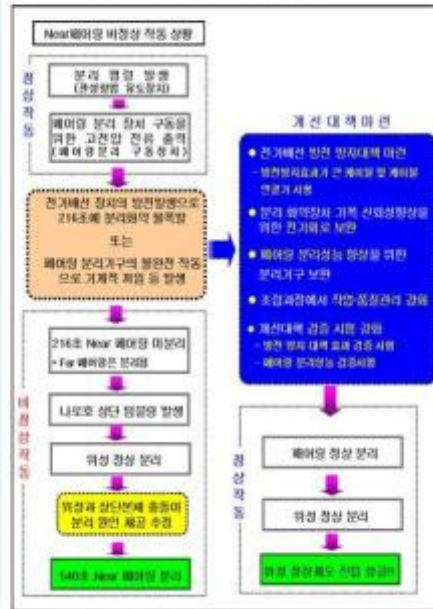 Near페어링 비정상 작동 상황
정상작동
분리 명령 발생
(관성항법 유도장치)
페어링 분리 장치 구동을
위한 고전압 전류 출력
(페어링분리 구동장치)
전기배선 장치의 방전발생으로
216초에 분리화약 불폭발
또는
페어링 분리기구의 불완전 작동
으로 기계적 끼임 등 발생
비정상작동
216초 Near 페어링 미분리
* Far 페어링은 분리됨
나로호 상단 텀블링 발생
위성 정상 분리
위성과 상단본체 충돌이
분리 원인 제공 추정
540초 Near 페어링 분리
개선대책마련
● 전기배선 방전 방지대책 마련
- 방전방지효과가 큰 케이블 및 케이블
연결기 사용
● 분리 화약장치 기폭 신뢰성향상을
위한 전기회로 보완
● 페어링 분리성능 향상을 위한
분리기구 보완
● 조립과정에서 작업·품질관리 강화
● 개선대책 검증 시험 강화
- 방전 방지 대책 효과 검증 시험
- 페어링 분리성능 검증시험
정상작동
페어링 정상 분리
위성 정상 분리
위성 정상궤도 진입 성공!!